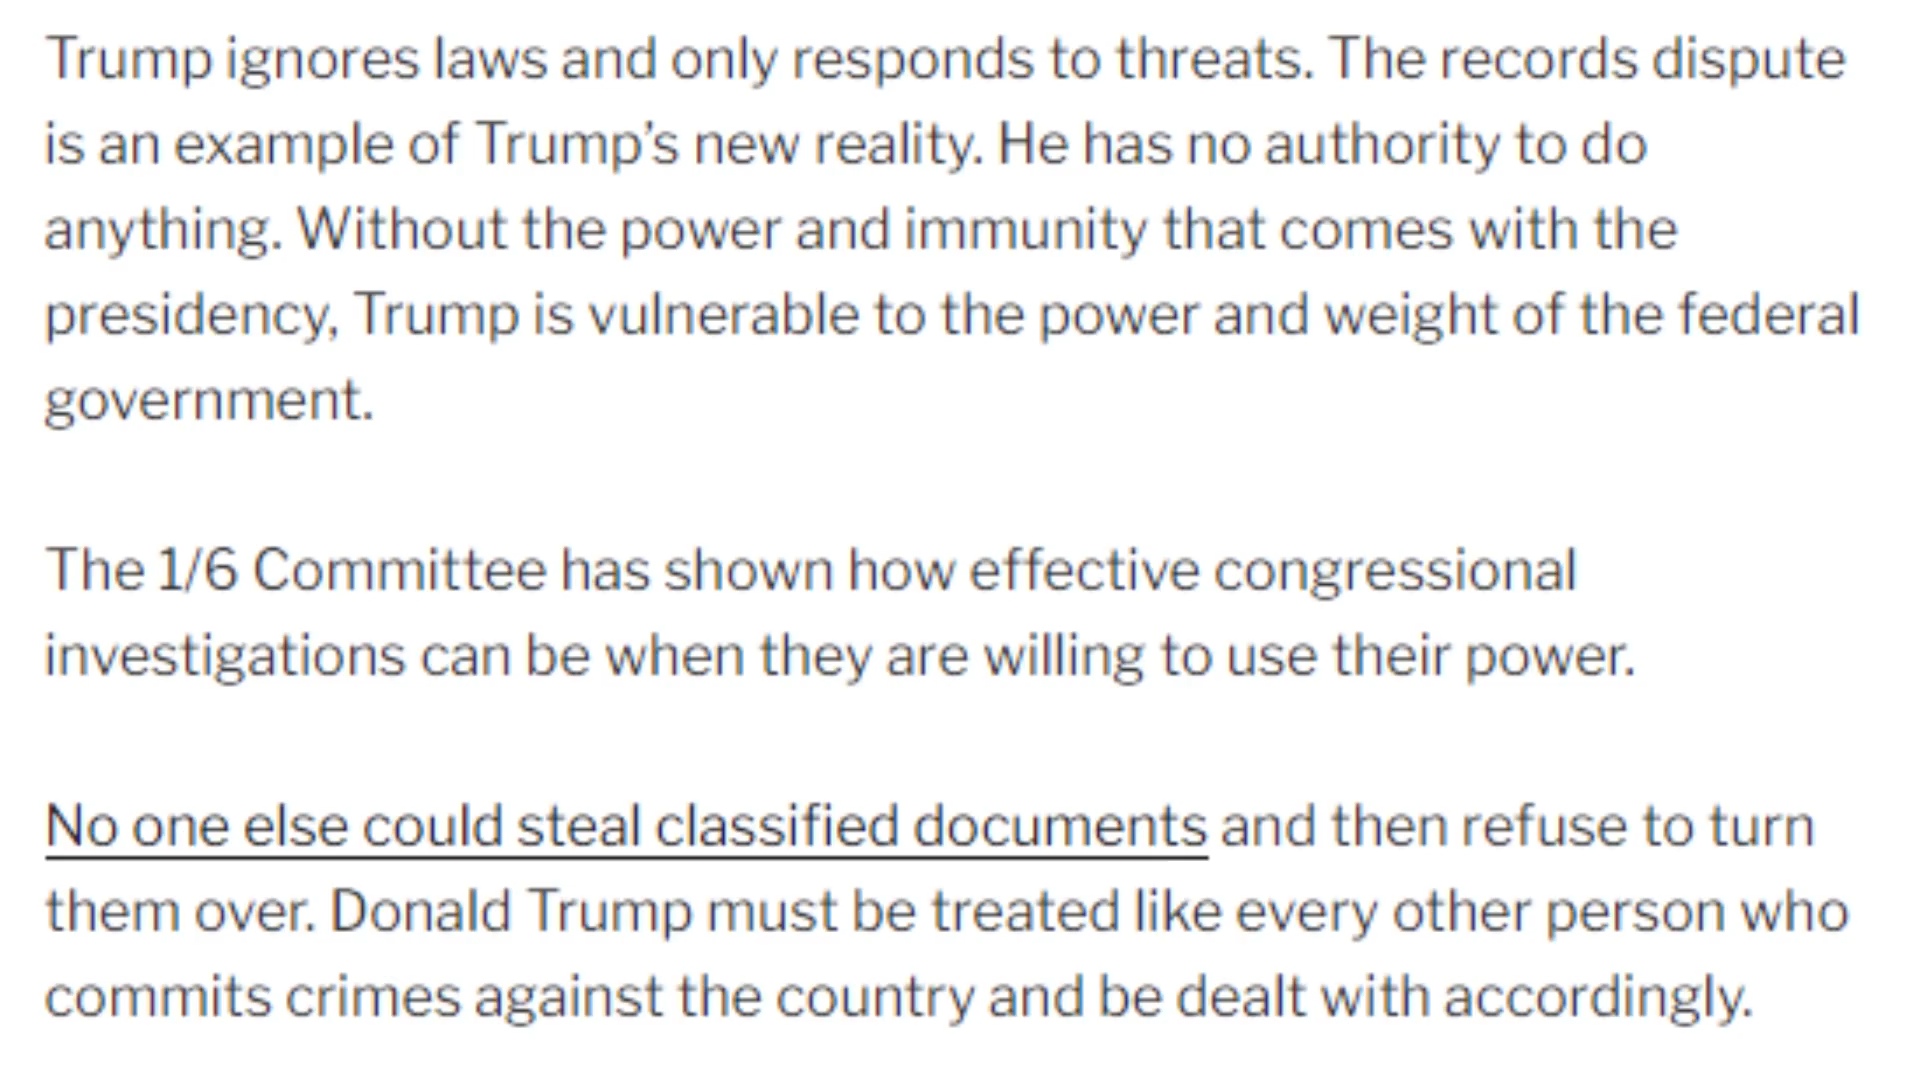 Trump ignores laws and only responds to threats. The records dispute
is an example of Trump’s new reality. He has no authority to do
anything. Without the power and immunity that comes with the
presidency, Trump is vulnerable to the power and weight of the federal
government.
The 1/6 Committee has shown how effective congressional
investigations can be when they are willing to use their power.
No one else could steal classified documents and then refuse to turn
them over. Donald Trump must be treated like every other person who
commits crimes against the country and be dealt with accordingly.